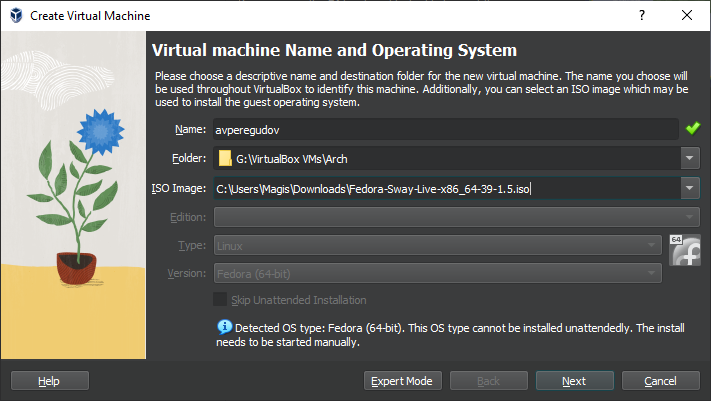 Create Virtual Machine
Virtual machine Name and Operating System
Please choose a descriptive name and destination folder for the new virtual machine. The name you choose will
be used throughout VirtualBox to identify this machine. Additionally, you can select an ISO image which may be
used to install the guest operating system.
Name: avperegudov
Folder: G:\VirtualBox VMs\Arch
ISO Image: C:\Users\Magis\Downloads\Fedora-Sway-Live-x86_64-39-1.5.iso
Edition:
Type: Linux
64
Version: Fedora (64-bit)
Skip Unattended Installation
Detected OS type: Fedora (64-bit). This OS type cannot be installed unattendedly. The install
needs to be started manually.
Help Expert Mode Back Next Cancel